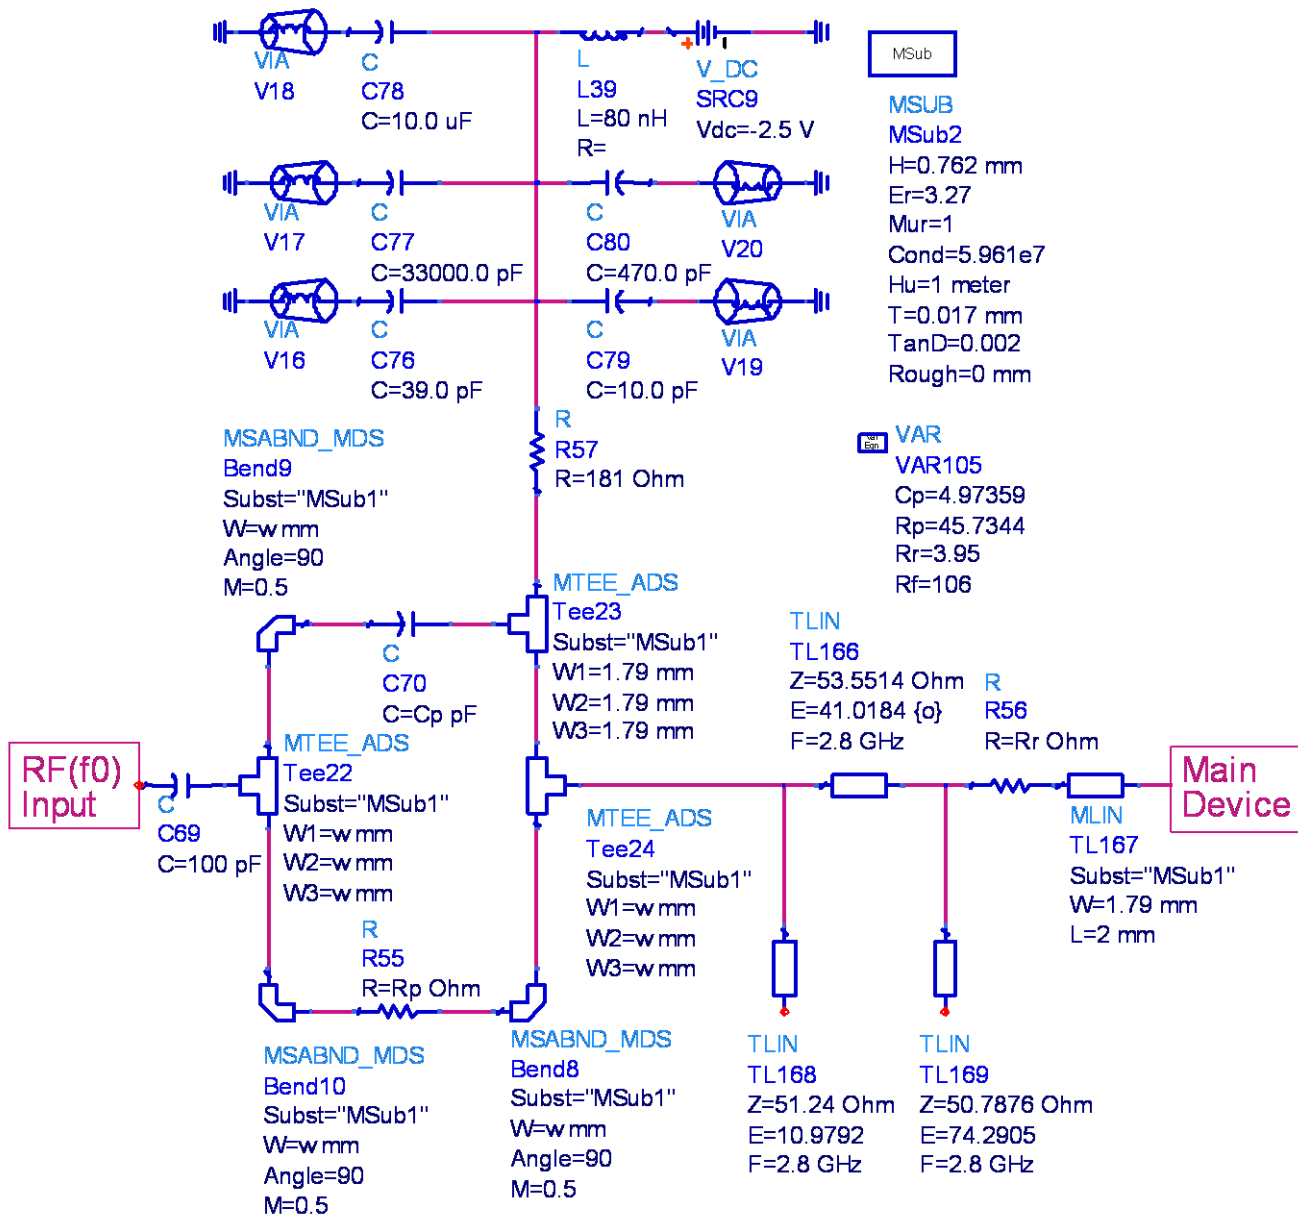 VIA
V18
C
C78
C=10.0 uF
L
L39
L=80 nH
R=
+
V_DC
SRC9
Vdc=-2.5 V
MSub
MSUB
MSub2
H=0.762 mm
Er=3.27
Mur=1
Cond=5.961e7
Hu=1 meter
T=0.017 mm
TanD=0.002
Rough=0 mm
VIA
V17
C
C77
C=33000.0 pF
C
C80
C=470.0 pF
VIA
V20
VIA
V16
C
C76
C=39.0 pF
C
C79
C=10.0 pF
VIA
V19
MSABND_MDS
Bend9
Subst="MSub1"
W=w mm
Angle=90
M=0.5
R
R57
R=181 Ohm
Var
Eqn
VAR
VAR105
Cp=4.97359
Rp=45.7344
Rr=3.95
Rf=106
MTEE_ADS
Tee23
Subst="MSub1"
W1=1.79 mm
W2=1.79 mm
W3=1.79 mm
C
C70
C=Cp pF
TLIN
TL166
Z=53.5514 Ohm
E=41.0184 {o}
F=2.8 GHz
R
R56
R=Rr Ohm
RF(f0)
Input
C
C69
C=100 pF
MTEE_ADS
Tee22
Subst="MSub1"
W1=w mm
W2=w mm
W3=w mm
MTEE_ADS
Tee24
Subst="MSub1"
W1=w mm
W2=w mm
W3=w mm
MLIN
TL167
Subst="MSub1"
W=1.79 mm
L=2 mm
Main
Device
R
R55
R=Rp Ohm
MSABND_MDS
Bend10
Subst="MSub1"
W=w mm
Angle=90
M=0.5
MSABND_MDS
Bend8
Subst="MSub1"
W=w mm
Angle=90
M=0.5
TLIN
TL168
Z=51.24 Ohm
E=10.9792
F=2.8 GHz
TLIN
TL169
Z=50.7876 Ohm
E=74.2905
F=2.8 GHz